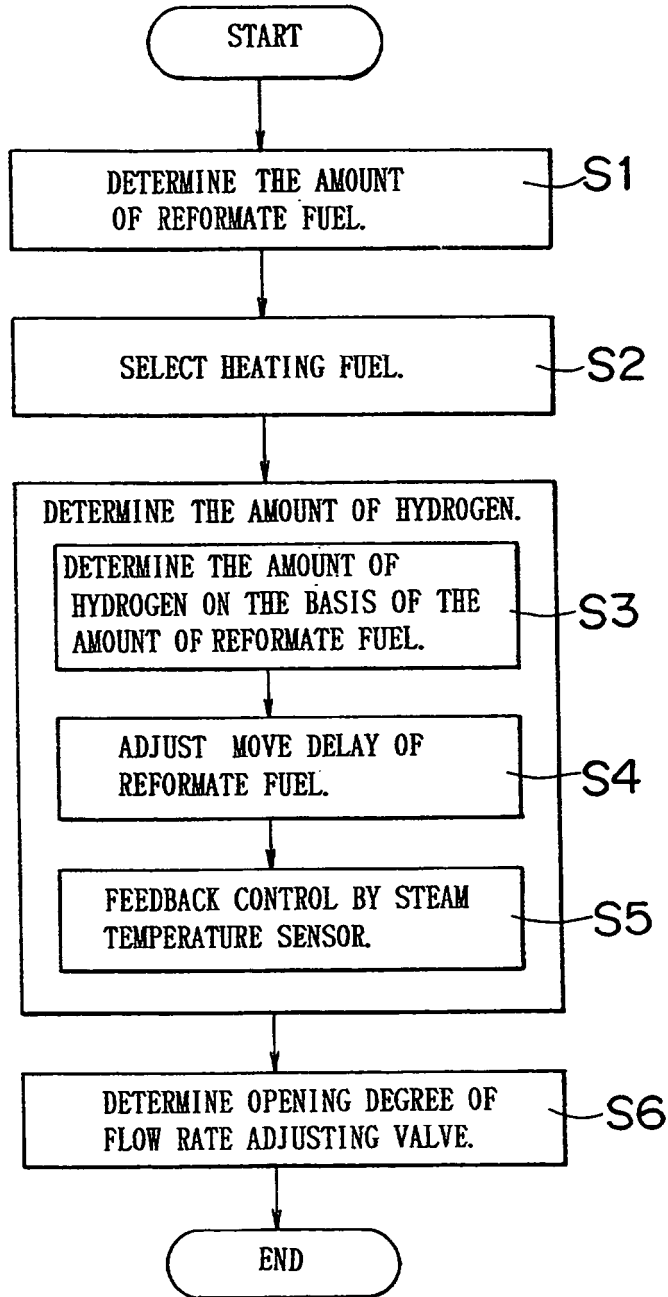 START
DETERMINE THE AMOUNT
OF REFORMATE FUEL.
S1
SELECT HEATING FUEL.
S2
DETERMINE THE AMOUNT OF HYDROGEN.
DETERMINE THE AMOUNT OF
HYDROGEN ON THE BASIS OF THE
AMOUNT OF REFORMATE FUEL.
S3
ADJUST MOVE DELAY OF
REFORMATE FUEL.
S4
FEEDBACK CONTROL BY STEAM
TEMPERATURE SENSOR.
S5
DETERMINE OPENING DEGREE OF
FLOW RATE ADJUSTING VALVE.
S6
END